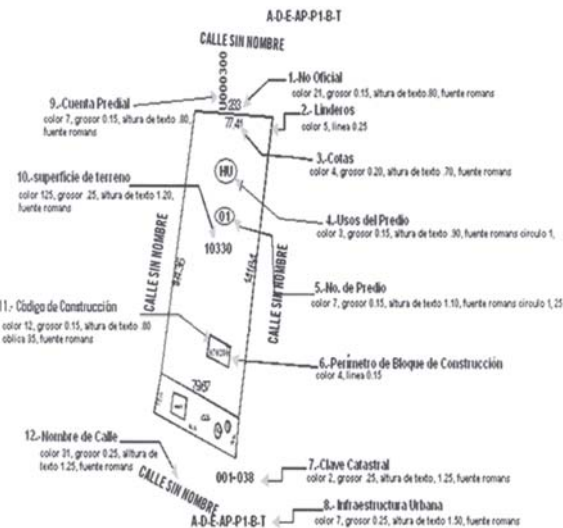 A-D-E-AP-P1-B-T
CALLE SIN NOMBRE
U000300
233
1.-No Oficial
color 21, grosor 0.15, altura de texto.80, fuente romans
9.-Cuenta Predial
color 7, grosor 0.15, altura de texto .80,
fuente romans
2.- Linderos
color 5, linea 0.25
77.41
3.-Cotas
color 4, grosor 0.20, altura de texto .70, fuente romans
HU
10.-superficie de terreno
color 125, grosor .25, altura de texto 1.20,
fuente romans
4.-Usos del Predio
color 3, grosor 0.15, altura de texto .90, fuente romans circulo 1,
01
10330
CALLE SIN NOMBRE
CALLE SIN NOMBRE
5.-No. de Predio
color 7, grosor 0.15, altura de texto 1.10, fuente romans circulo 1,25
11.- Código de Construcción
color 12, grosor 0.15, altura de texto .80
oblica 35, fuente romans
6.-Perimetro de Bloque de Construcción
color 4, linea 0.15
79.67
12.-Nombre de Calle
color 31, grosor 0.25, altura de
texto 1.25, fuente romans
CALLE SIN NOMBRE
001-038
7.-Clave Catastral
color 2, grosor .25, altura de texto, 1.25, fuente romans
A-D-E-AP-P1-B-T
8.- Infraestructura Urbana
color 7, grosor 0.25, altura de texto 1.50, fuente romans